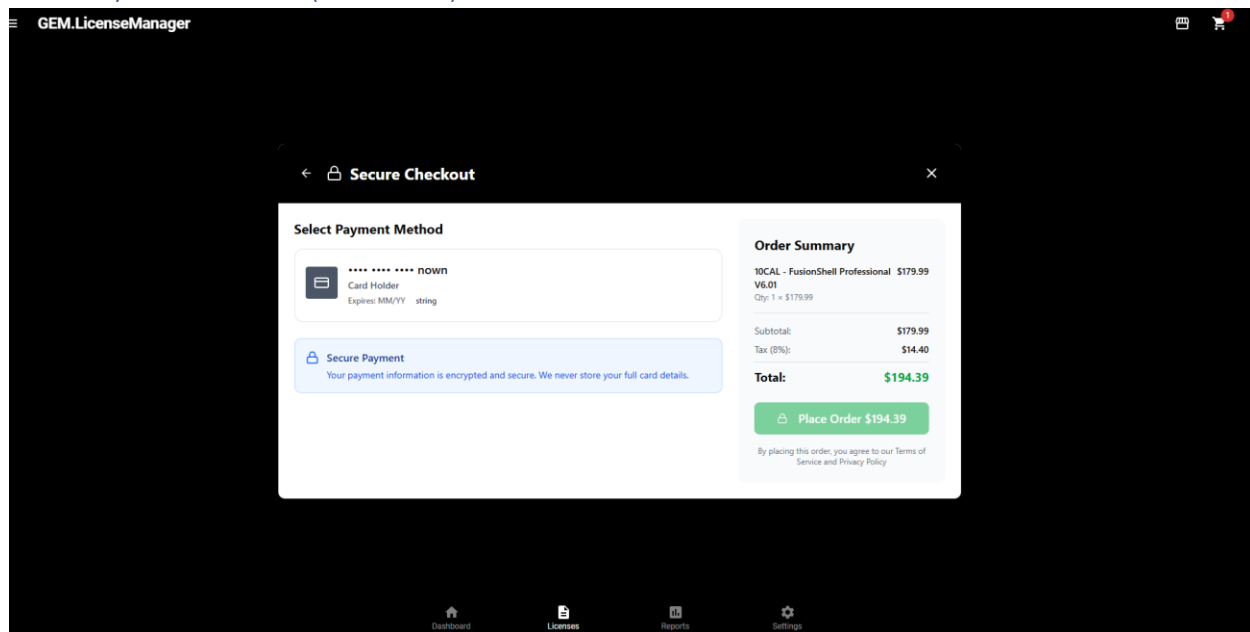 GEM.LicenseManager
1
Secure Checkout
Select Payment Method
•••• •••• •••• nown
Card Holder
Expires: MM/YY string
Secure Payment
Your payment information is encrypted and secure. We never store your full card details.
Order Summary
10CAL - FusionShell Professional $179.99
V6.01
Qty: 1 × $179.99
Subtotal: $179.99
Tax (8%): $14.40
Total: $194.39
Place Order $194.39
By placing this order, you agree to our Terms of
Service and Privacy Policy
Dashboard
Licenses
Reports
Settings